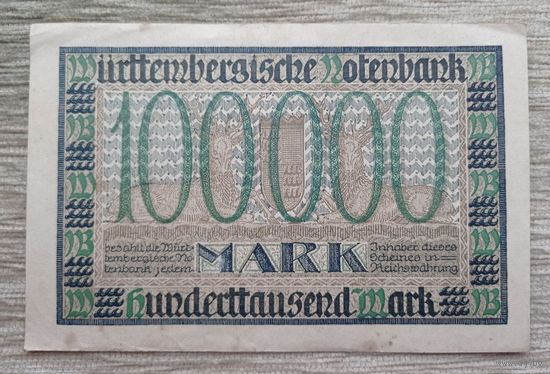 Württembergische Notenbank
100000
bezahlt die Würt-
tembergische No-
tenbank jedem
MARK
Inhaber dieses
Scheines in
Reichswährung
Hunderttausend Mark